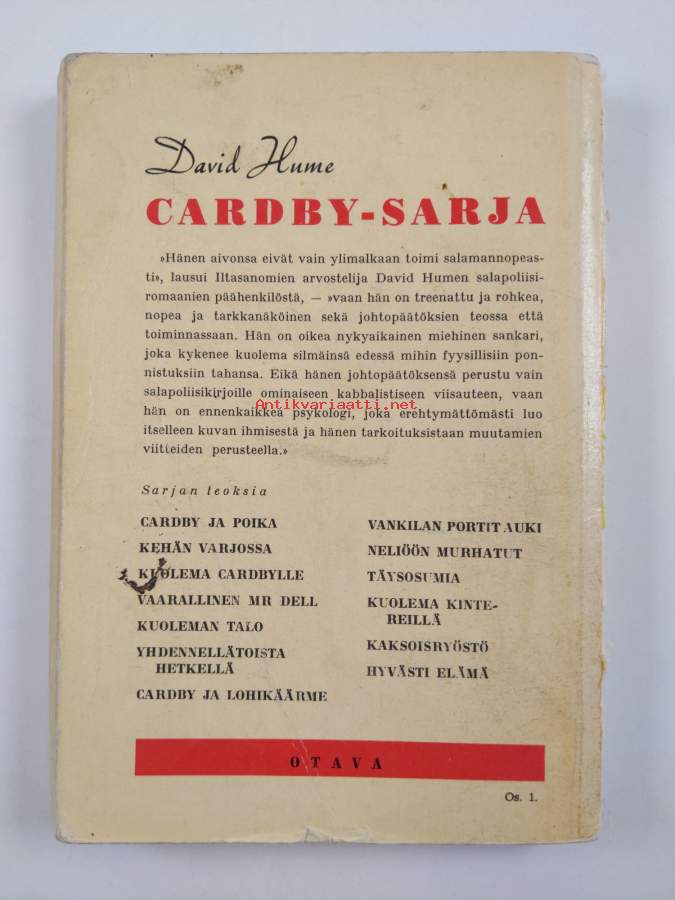 David Hume
CARDBY-SARJA
»Hänen aivonsa eivät vain ylimalkaan toimi salamannopeas-
ti», lausui Iltasanomien arvostelija David Humen salapoliisi-
romaanien päähenkilöstä, — »vaan hän on treenattu ja rohkea,
nopea ja tarkkanäköinen sekä johtopäätöksien teossa että
toiminnassaan. Hän on oikea nykyaikainen miehinen sankari,
joka kykenee kuolema silmäinsä edessä mihin fyysillisiin pon-
nistuksiin tahansa. Eikä hänen johtopäätöksensä perustu vain
salapoliisikirjoille ominaiseen kabbalistiseen viisauteen, vaan
Antikvariaatti.net
hän on ennenkaikkea psykologi, joka erehtymättömästi luo
itselleen kuvan ihmisestä ja hänen tarkoituksistaan muutamien
viitteiden perusteella.»
Sarjan teoksia
CARDBY JA POIKA
KEHÄN VARJOSSA
KUOLEMA CARDBYLLE
VAARALLINEN MR DELL
KUOLEMAN TALO
YHDENNELLÄTOISTA
HETKELLÄ
CARDBY JA LOHIKÄÄRME
VANKILAN PORTIT AUKI
NELIÖÖN MURHATUT
TÄYSOSUMIA
KUOLEMA KINTE-
REILLÄ
KAKSOISRYÖSTÖ
HYVÄSTI ELÄMÄ
OTAVA
Os. 1.